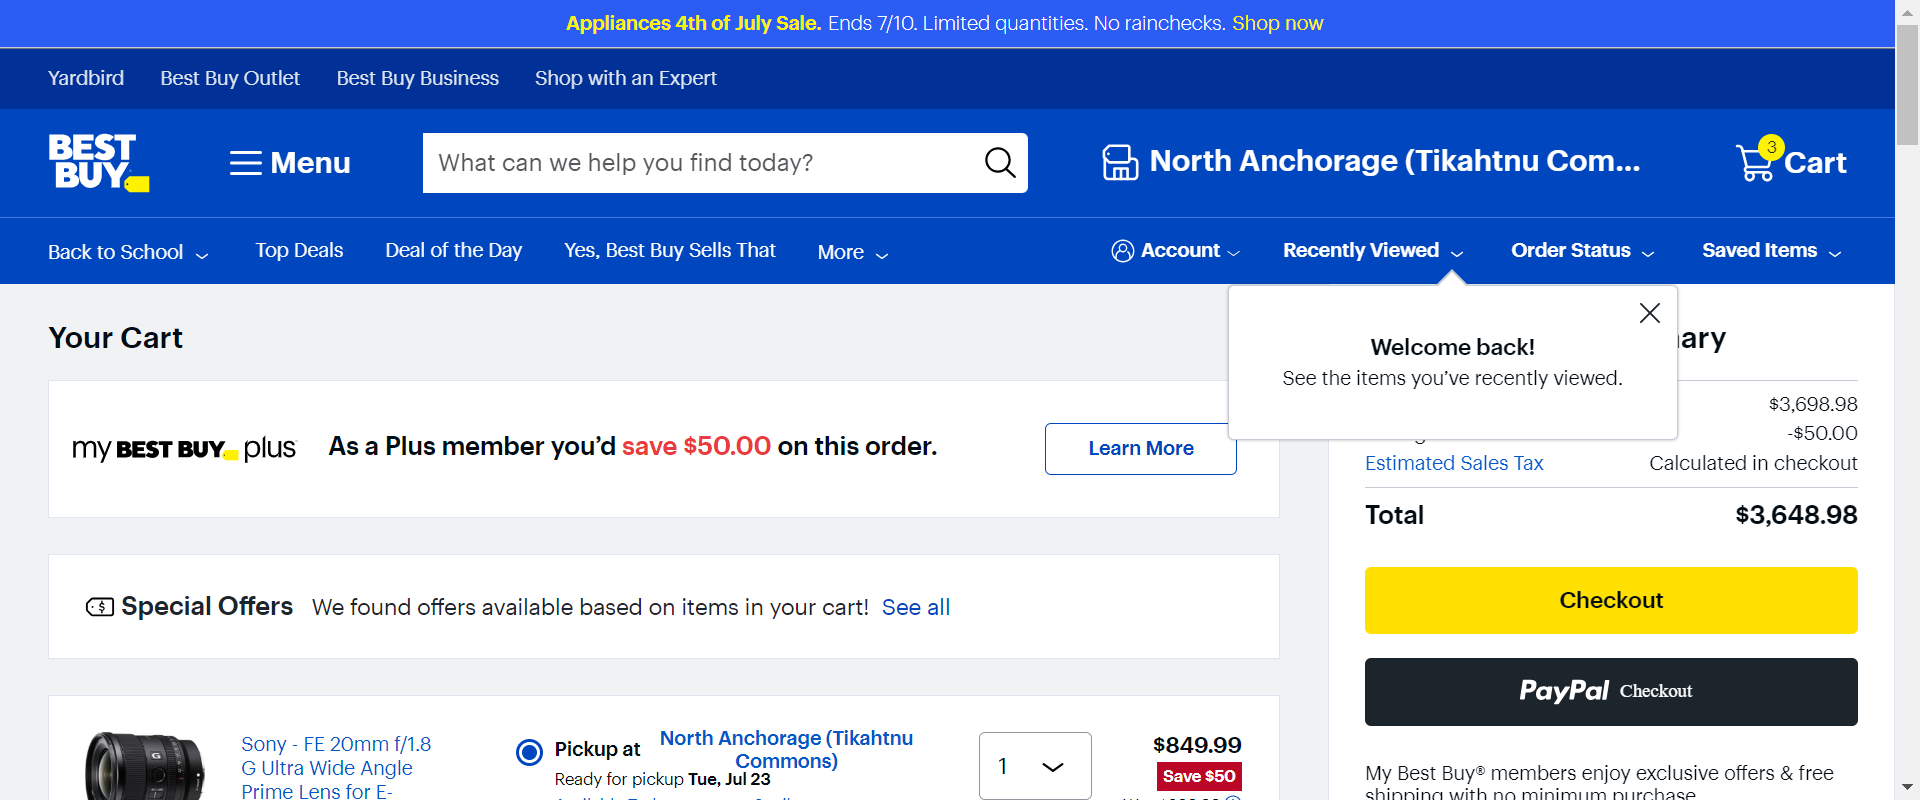 Appliances 4th of July Sale. Ends 7/10. Limited quantities. No rainchecks. Shop now
Yardbird Best Buy Outlet Best Buy Business Shop with an Expert
BEST BUY
Menu
What can we help you find today?
North Anchorage (Tikahtnu Com...
3
Cart
Back to School Top Deals Deal of the Day Yes, Best Buy Sells That More
Account Recently Viewed Order Status Saved Items
Welcome back!
See the items you’ve recently viewed.
Your Cart
my BEST BUY plus
As a Plus member you’d save $50.00 on this order.
Learn More
Special Offers We found offers available based on items in your cart! See all
Sony - FE 20mm f/1.8
G Ultra Wide Angle
Prime Lens for E-
Pickup at North Anchorage (Tikahtnu
Commons)
Ready for pickup Tue, Jul 23
1
$849.99
Save $50
$3,698.98
-$50.00
Estimated Sales Tax Calculated in checkout
Total $3,648.98
Checkout
PayPal Checkout
My Best Buy® members enjoy exclusive offers & free
shipping with no minimum purchase